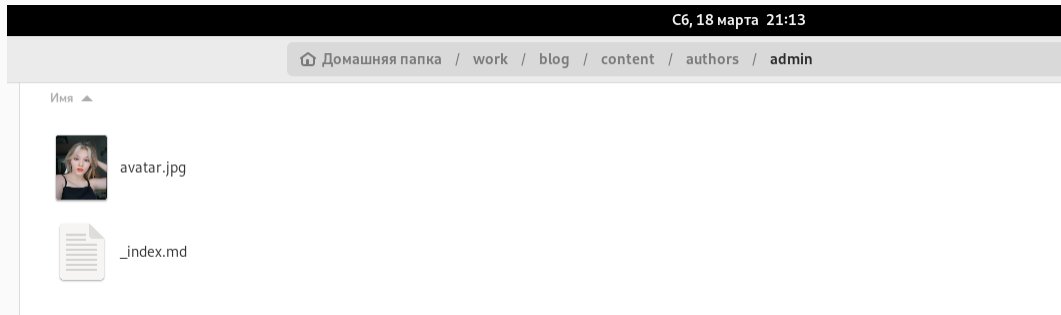 Сб, 18 марта 21:13
Домашняя папка / work / blog / content / authors / admin
Имя
avatar.jpg
_index.md